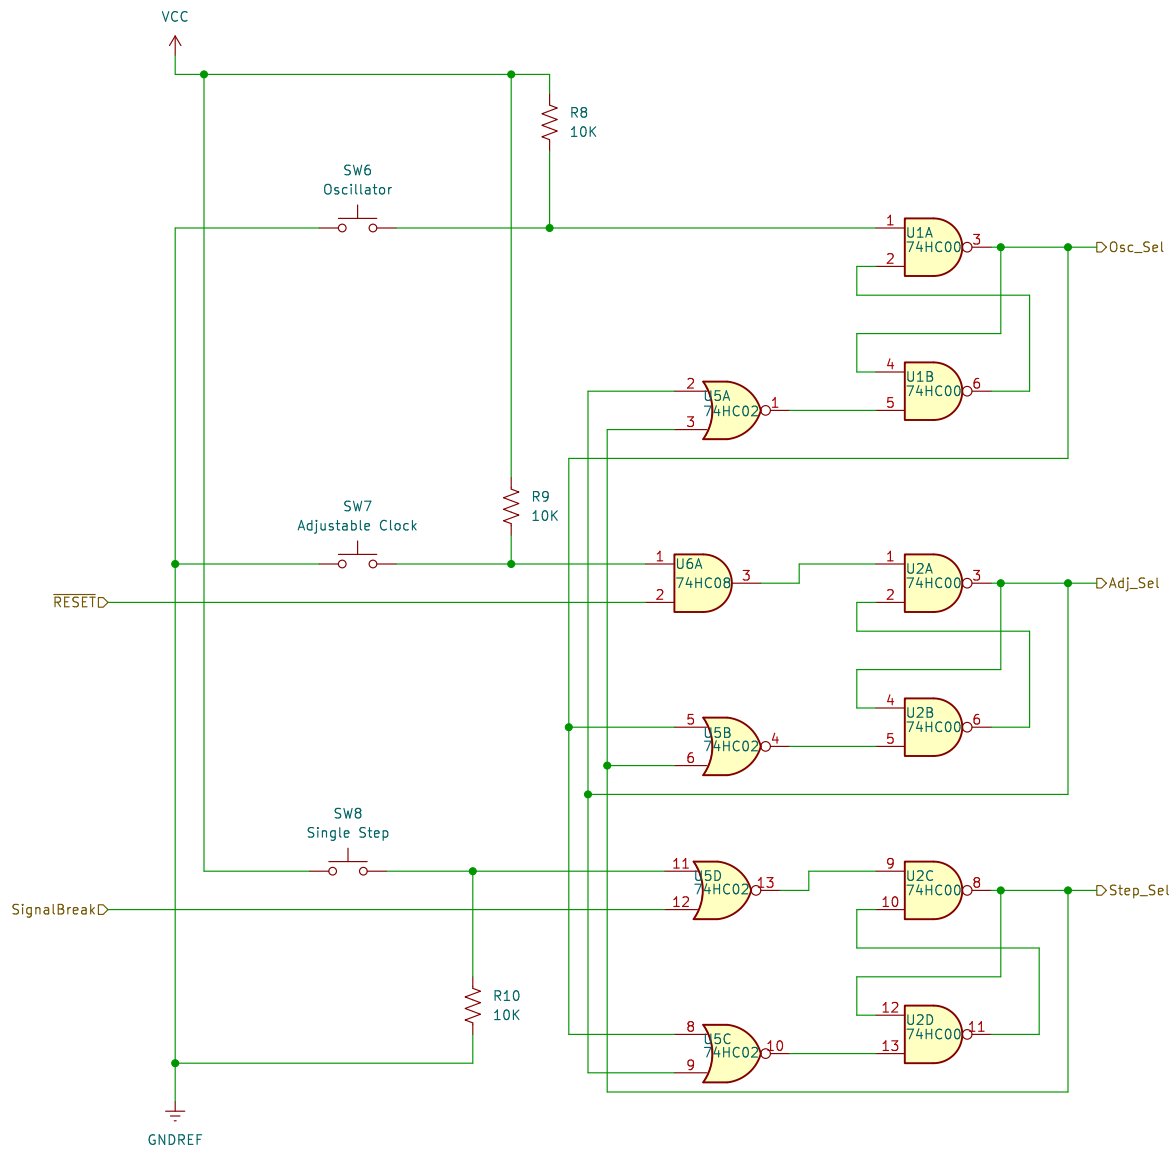 VCC
R8
10K
SW6
Oscillator
1
U1A
74HC00
3
2
Osc_Sel
4
U1B
74HC00
6
5
2
U5A
74HC02
1
3
R9
10K
SW7
Adjustable Clock
1
U6A
74HC08
3
2
RESET
1
U2A
74HC00
3
2
Adj_Sel
4
U2B
74HC00
6
5
5
U5B
74HC02
4
6
SW8
Single Step
11
U5D
74HC02
13
12
SignalBreak
9
U2C
74HC00
8
10
Step_Sel
R10
10K
12
U2D
74HC00
11
13
8
U5C
74HC02
10
9
GNDREF